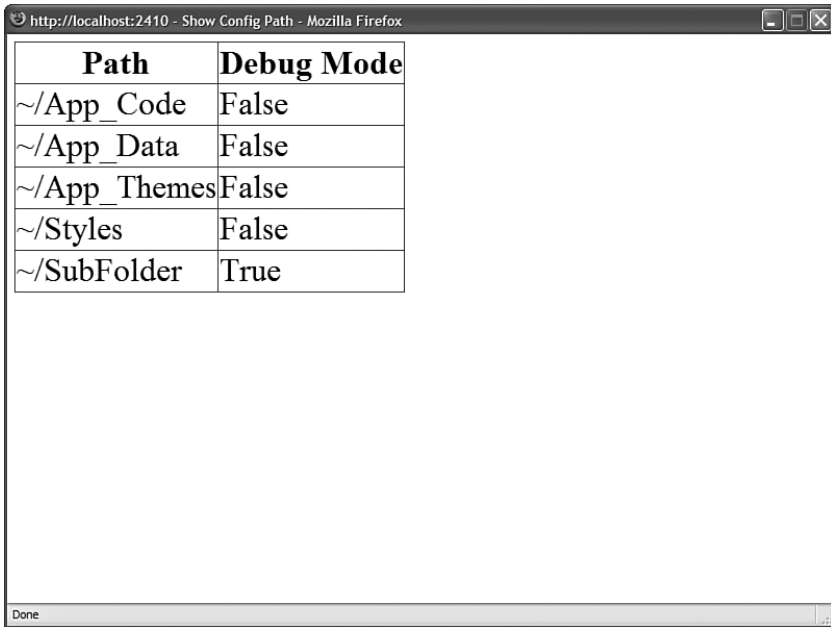 http://localhost:2410 - Show Config Path - Mozilla Firefox
Path Debug Mode
~/App_Code False
~/App_Data False
~/App_Themes False
~/Styles False
~/SubFolder True
Done